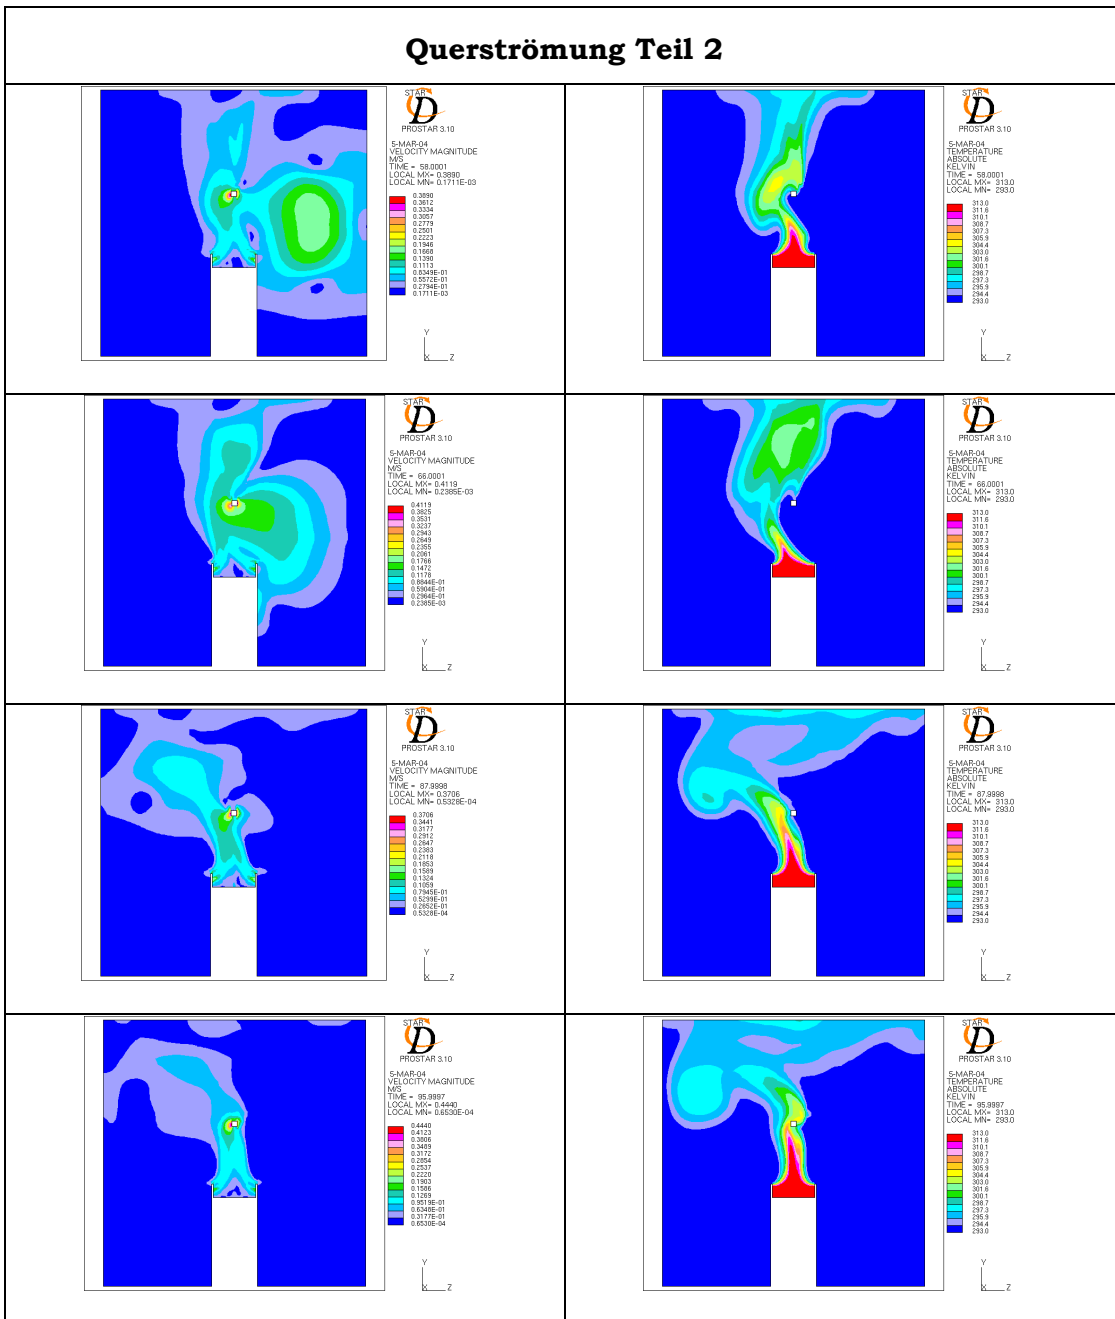 Querströmung Teil 2
STAR
D
PROSTAR 3.10
5-MAR-04
VELOCITY MAGNITUDE
M/S
TIME = 58.0001
LOCAL MX= 0.3890
LOCAL MN= 0.1711E-03
0.3890
0.3612
0.3334
0.3057
0.2779
0.2501
0.2223
0.1946
0.1668
0.1390
0.1113
0.8349E-01
0.5572E-01
0.2794E-01
0.1711E-03
Y
X Z
STAR
D
PROSTAR 3.10
5-MAR-04
TEMPERATURE
ABSOLUTE
KELVIN
TIME = 58.0001
LOCAL MX= 313.0
LOCAL MN= 293.0
313.0
311.6
310.1
308.7
307.3
305.9
304.4
303.0
301.6
300.1
298.7
297.3
295.9
294.4
293.0
Y
X Z
STAR
D
PROSTAR 3.10
5-MAR-04
VELOCITY MAGNITUDE
M/S
TIME = 66.0001
LOCAL MX= 0.4119
LOCAL MN= 0.2385E-03
0.4119
0.3825
0.3531
0.3237
0.2943
0.2649
0.2355
0.2061
0.1766
0.1472
0.1178
0.8844E-01
0.5904E-01
0.2964E-01
0.2385E-03
Y
X Z
STAR
D
PROSTAR 3.10
5-MAR-04
TEMPERATURE
ABSOLUTE
KELVIN
TIME = 66.0001
LOCAL MX= 313.0
LOCAL MN= 293.0
313.0
311.6
310.1
308.7
307.3
305.9
304.4
303.0
301.6
300.1
298.7
297.3
295.9
294.4
293.0
Y
X Z
STAR
D
PROSTAR 3.10
5-MAR-04
VELOCITY MAGNITUDE
M/S
TIME = 87.9998
LOCAL MX= 0.3706
LOCAL MN= 0.5328E-04
0.3706
0.3441
0.3177
0.2912
0.2647
0.2383
0.2118
0.1853
0.1589
0.1324
0.1059
0.7945E-01
0.5299E-01
0.2652E-01
0.5328E-04
Y
X Z
STAR
D
PROSTAR 3.10
5-MAR-04
TEMPERATURE
ABSOLUTE
KELVIN
TIME = 87.9998
LOCAL MX= 313.0
LOCAL MN= 293.0
313.0
311.6
310.1
308.7
307.3
305.9
304.4
303.0
301.6
300.1
298.7
297.3
295.9
294.4
293.0
Y
X Z
STAR
D
PROSTAR 3.10
5-MAR-04
VELOCITY MAGNITUDE
M/S
TIME = 95.9997
LOCAL MX= 0.4440
LOCAL MN= 0.6530E-04
0.4440
0.4123
0.3806
0.3489
0.3172
0.2854
0.2537
0.2220
0.1903
0.1586
0.1269
0.9519E-01
0.6348E-01
0.3177E-01
0.6530E-04
Y
X Z
STAR
D
PROSTAR 3.10
5-MAR-04
TEMPERATURE
ABSOLUTE
KELVIN
TIME = 95.9997
LOCAL MX= 313.0
LOCAL MN= 293.0
313.0
311.6
310.1
308.7
307.3
305.9
304.4
303.0
301.6
300.1
298.7
297.3
295.9
294.4
293.0
Y
X Z